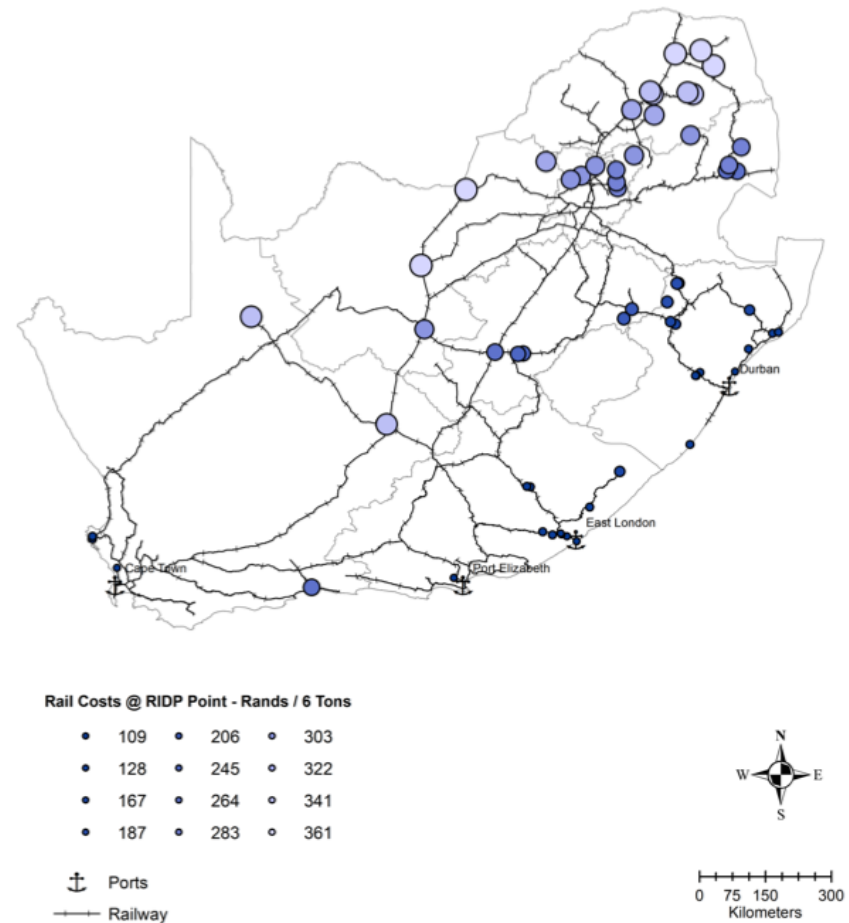 Durban
East London
Cape Town
Port Elizabeth
Rail Costs @ RIDP Point - Rands / 6 Tons
109 206 303
128 245 322
167 264 341
187 283 361
Ports
Railway
N
W E
S
0 75 150 300
Kilometers